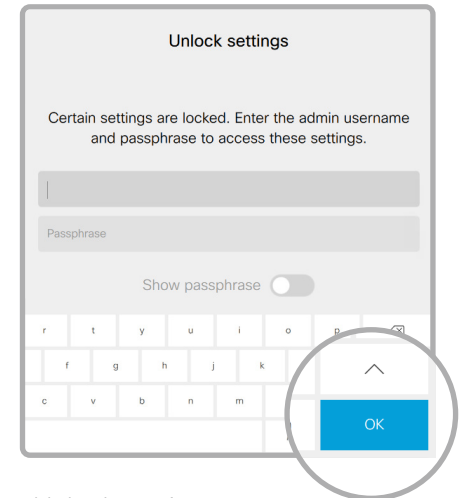 Unlock settings
Certain settings are locked. Enter the admin username
and passphrase to access these settings.
Passphrase
Show passphrase
r t y u i o p
f g h j k
c v b n m
OK